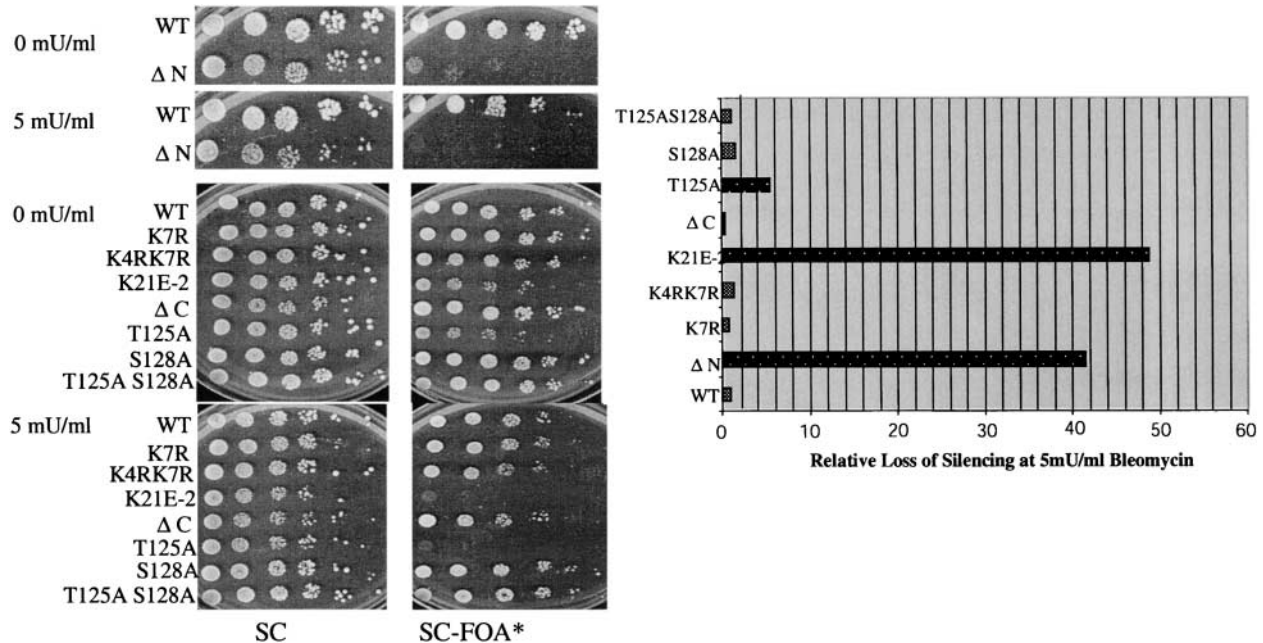 0 mU/ml
WT
Δ N
5 mU/ml
WT
Δ N
0 mU/ml
WT
K7R
K4RK7R
K21E-2
Δ C
T125A
S128A
T125A S128A
5 mU/ml
WT
K7R
K4RK7R
K21E-2
Δ C
T125A
S128A
T125A S128A
SC
SC-FOA*
T125AS128A
S128A
T125A
Δ C
K21E-2
K4RK7R
K7R
Δ N
WT
0 10 20 30 40 50 60
Relative Loss of Silencing at 5mU/ml Bleomycin